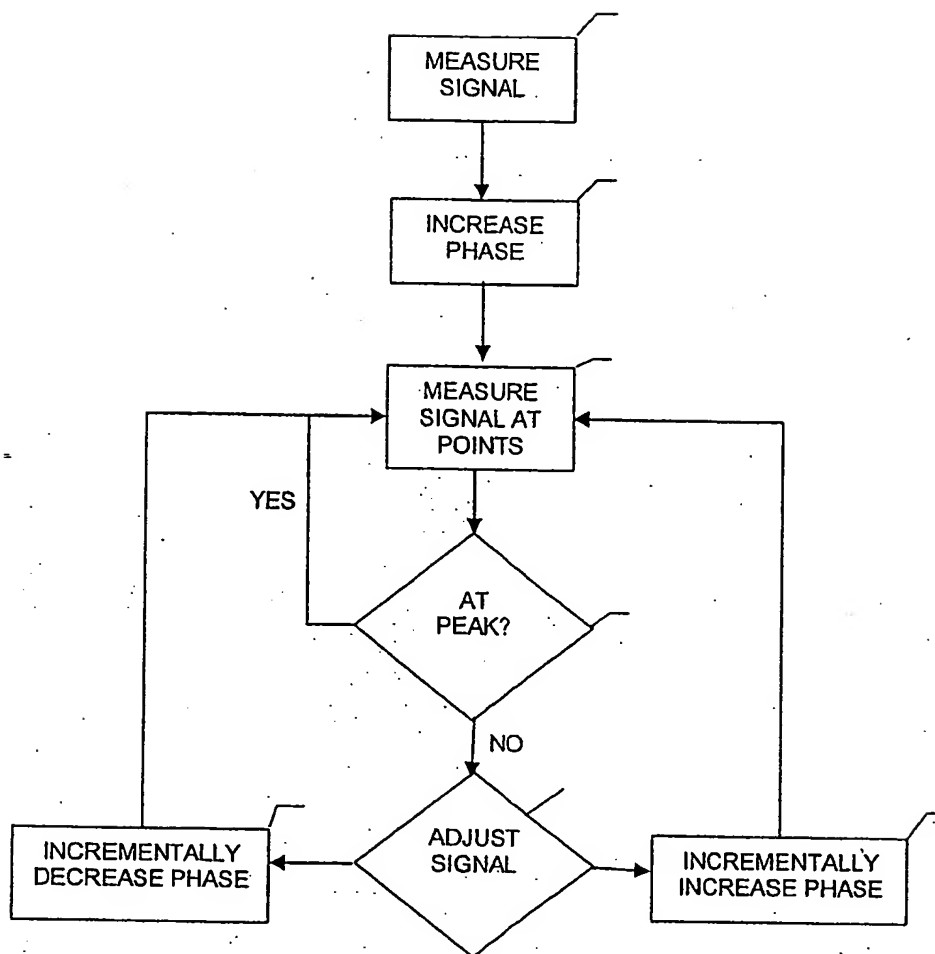 MEASURE
SIGNAL
INCREASE
PHASE
MEASURE
SIGNAL AT
POINTS
YES
AT
PEAK?
NO
ADJUST
SIGNAL
INCREMENTALLY
DECREASE PHASE
INCREMENTALLY
INCREASE PHASE